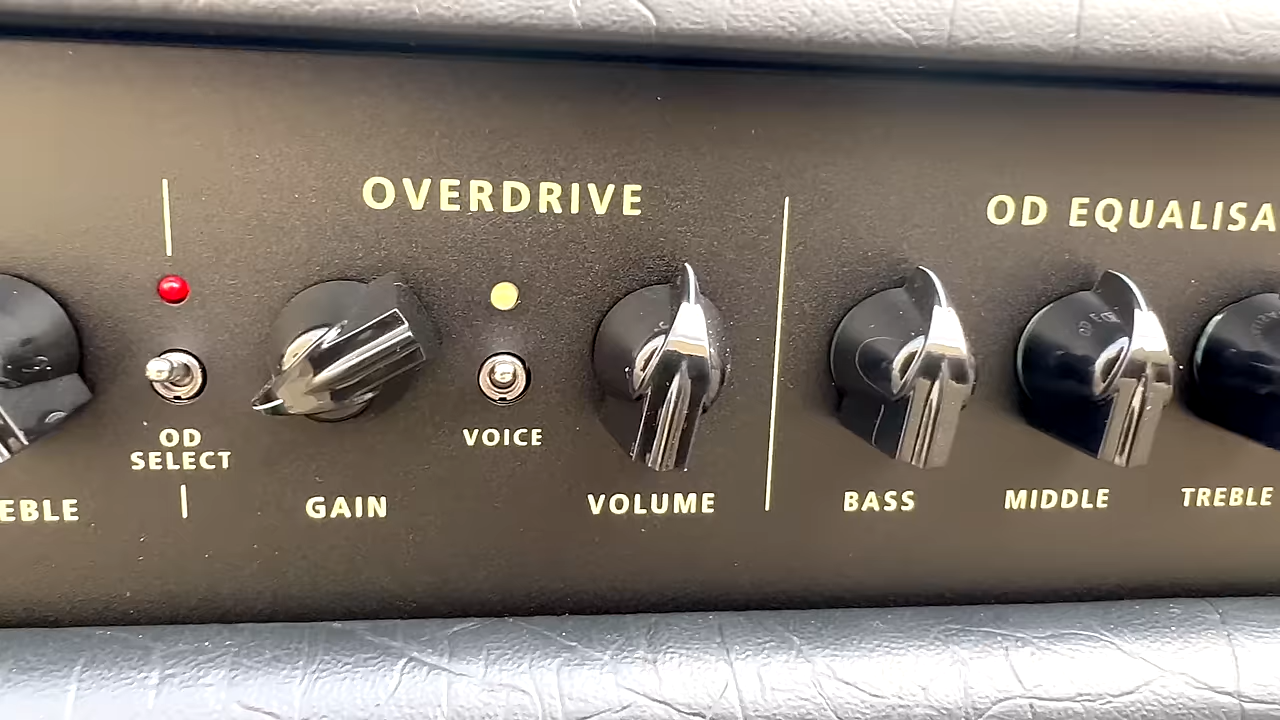 OVERDRIVE
OD EQUALISA
OD
SELECT
VOICE
EBLE
GAIN
VOLUME
BASS
MIDDLE
TREBLE